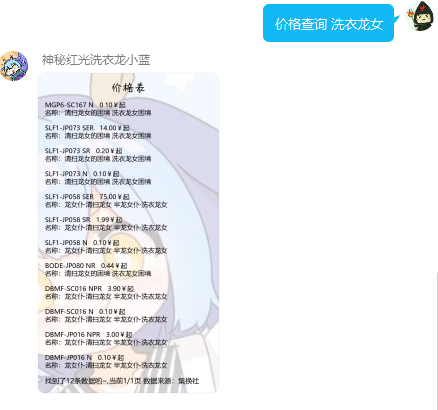 价格查询 洗衣龙女
神秘红光洗衣龙小蓝
价格表
MGP6-SC167 N 0.10￥起
名称: 清扫龙女的困境 洗衣龙女困境
SLF1-JP073 SER 14.00￥起
名称: 清扫龙女的困境 洗衣龙女困境
SLF1-JP073 SR 0.20￥起
名称: 清扫龙女的困境 洗衣龙女困境
SLF1-JP073 N 0.10￥起
名称: 清扫龙女的困境 洗衣龙女困境
SLF1-JP058 SER 75.00￥起
名称: 龙女仆·清扫龙女 半龙女仆·洗衣龙女
SLF1-JP058 SR 1.99￥起
名称: 龙女仆·清扫龙女 半龙女仆·洗衣龙女
SLF1-JP058 N 0.10￥起
名称: 龙女仆·清扫龙女 半龙女仆·洗衣龙女
BODE-JP080 NR 0.44￥起
名称: 清扫龙女的困境 洗衣龙女困境
DBMF-SC016 NPR 3.90￥起
名称: 龙女仆·清扫龙女 半龙女仆·洗衣龙女
DBMF-SC016 N 0.10￥起
名称: 龙女仆·清扫龙女 半龙女仆·洗衣龙女
DBMF-JP016 NPR 3.00￥起
名称: 龙女仆·清扫龙女 半龙女仆·洗衣龙女
DBMF-JP016 N 0.10￥起
名称: 龙女仆·清扫龙女 半龙女仆·洗衣龙女
找到了12条数据哟~,当前1/1页 数据来源：集换社